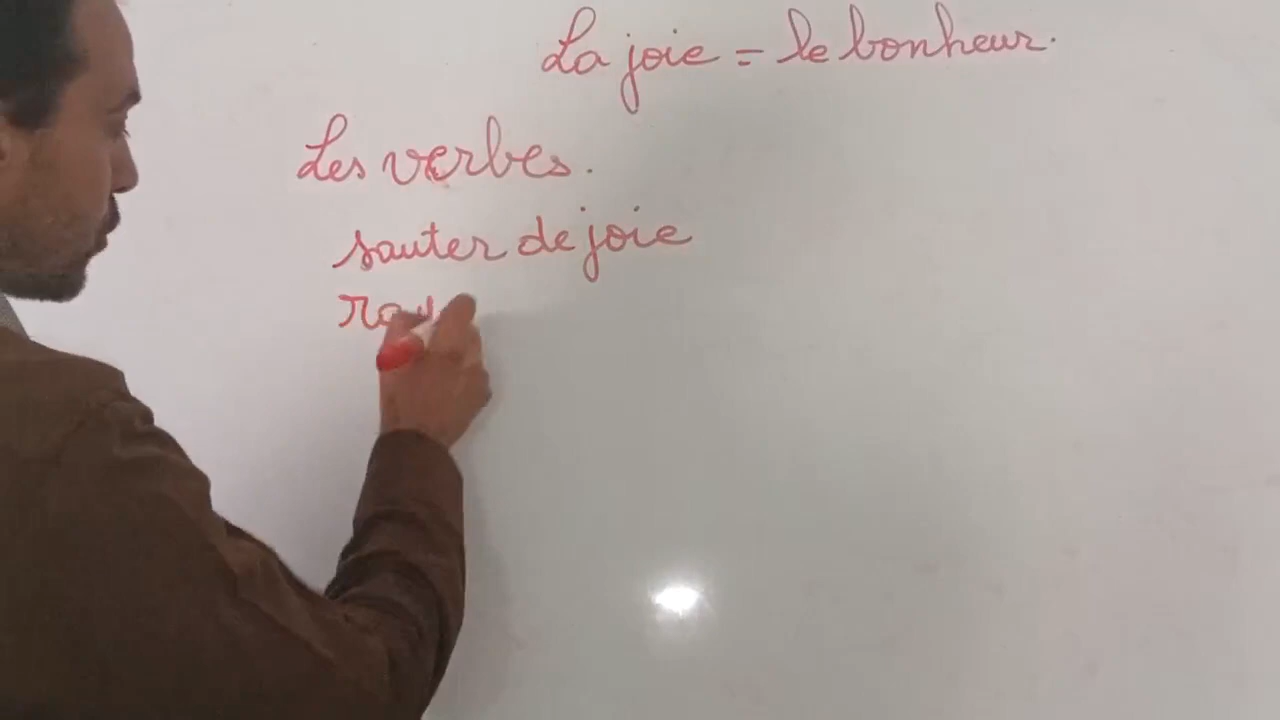 La joie = le bonheur.
Les verbes.
sauter de joie